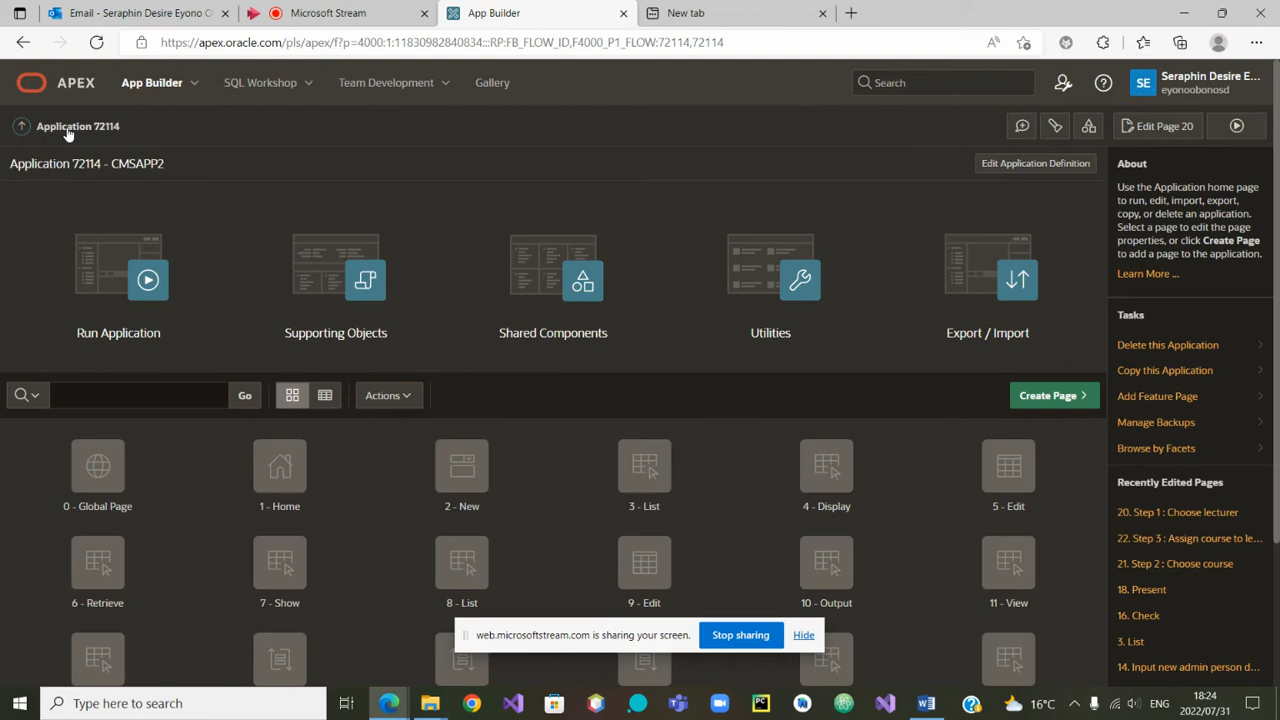 Email - Seraphin Desire Eyono O
Microsoft Stream
App Builder
New tab
https://apex.oracle.com/pls/apex/f?p=4000:1:11830982840834:::RP:FB_FLOW_ID,F4000_P1_FLOW:72114,72114
APEX
App Builder
SQL Workshop
Team Development
Gallery
Search
SE
Seraphin Desire E...
eyonoobonosd
Application 72114
Edit Page 20
Application 72114 - CMSAPP2
Edit Application Definition
Run Application
Supporting Objects
Shared Components
Utilities
Export / Import
Go
Actions
Create Page
0 - Global Page
1 - Home
2 - New
3 - List
4 - Display
5 - Edit
6 - Retrieve
7 - Show
8 - List
9 - Edit
10 - Output
11 - View
About
Use the Application home page
to run, edit, import, export,
copy, or delete an application.
Select a page to edit the page
properties, or click Create Page
to add a page to the application.
Learn More ...
Tasks
Delete this Application
Copy this Application
Add Feature Page
Manage Backups
Browse by Facets
Recently Edited Pages
20. Step 1 : Choose lecturer
22. Step 3 : Assign course to le...
21. Step 2 : Choose course
18. Present
16. Check
3. List
14. Input new admin person d...
web.microsoftstream.com is sharing your screen.
Stop sharing
Hide
Type here to search
16°C
ENG
18:24
2022/07/31